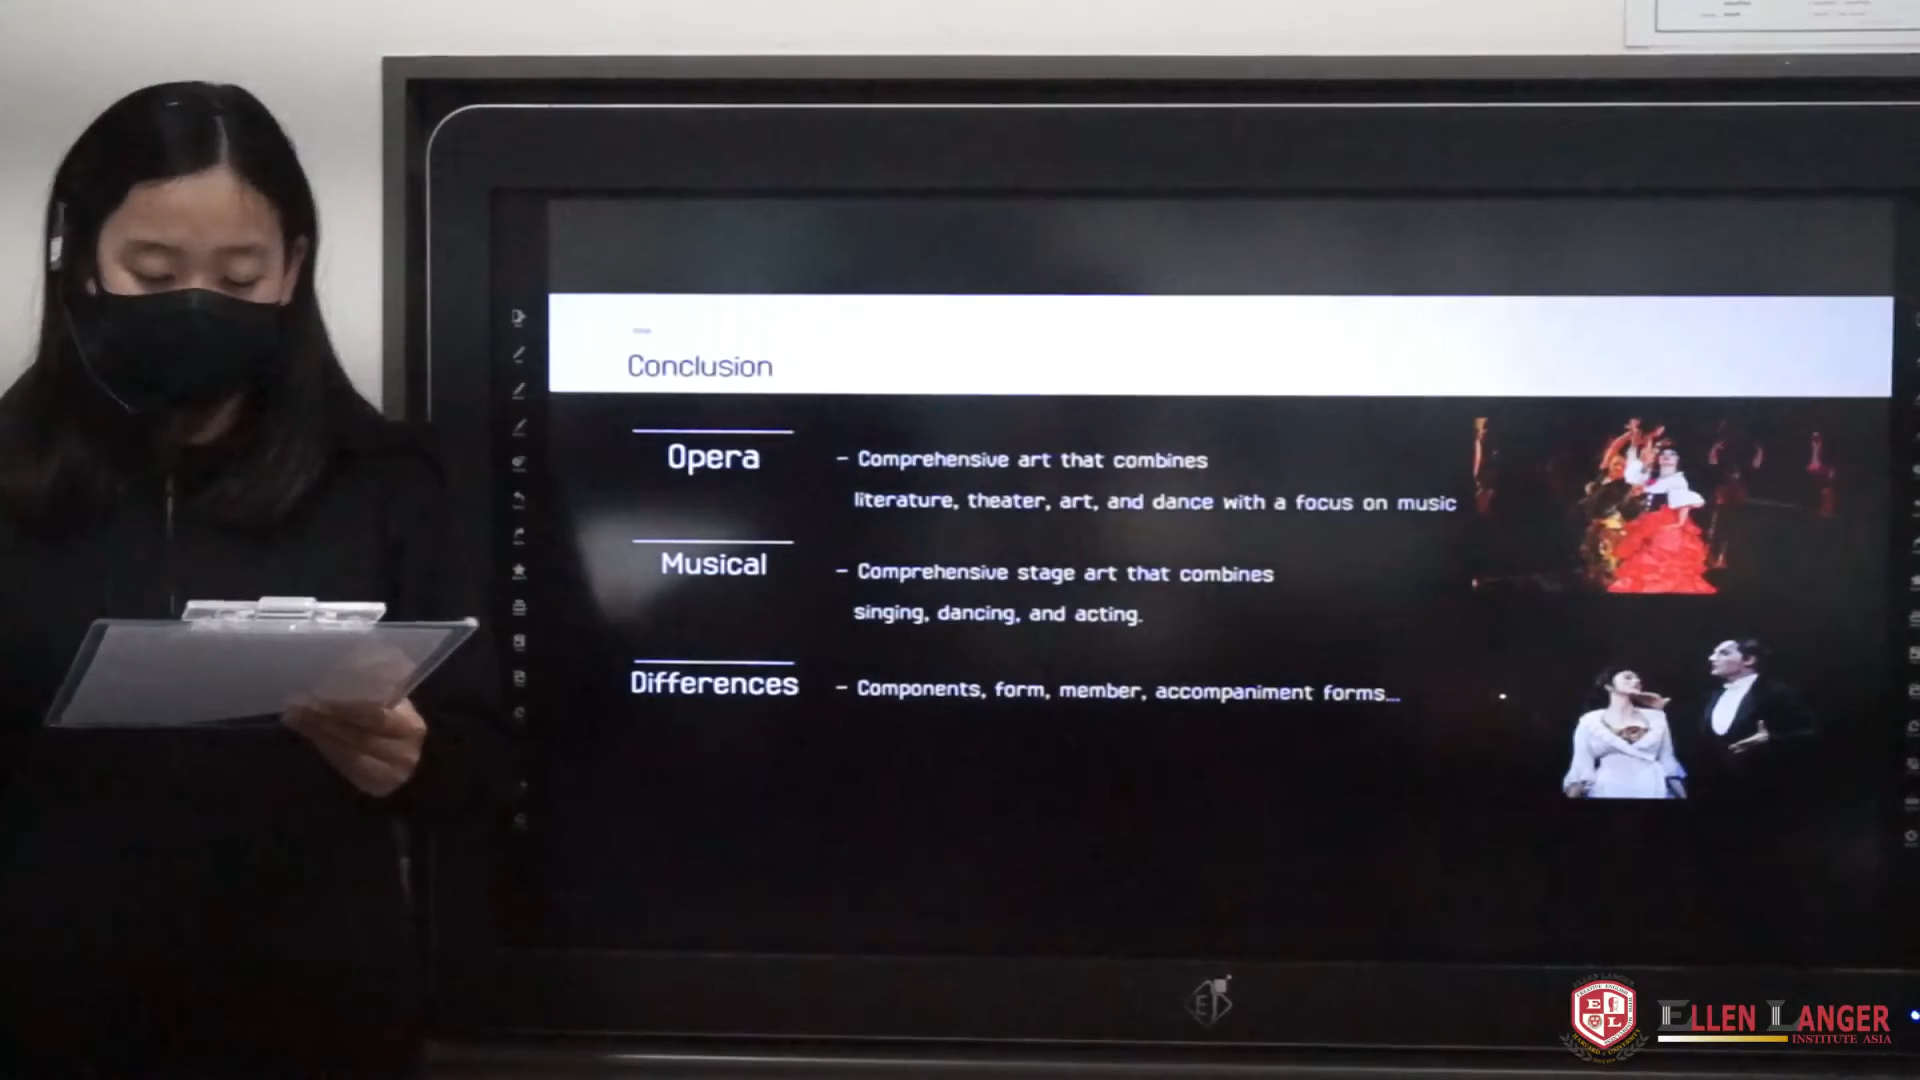 Conclusion
Opera
– Comprehensive art that combines
literature, theater, art, and dance with a focus on music
Musical
– Comprehensive stage art that combines
singing, dancing, and acting.
Differences
– Components, form, member, accompaniment forms...
E L
ELLEN LANGER
INSTITUTE ASIA